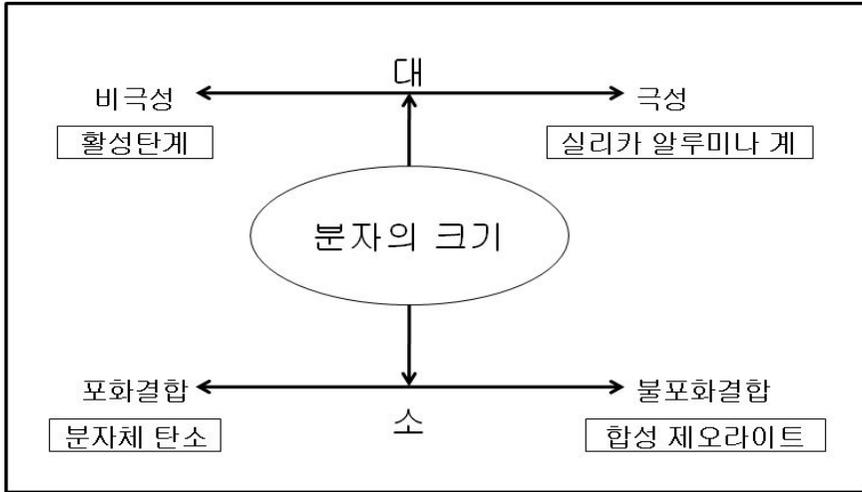 대
비극성
극성
활성탄계
실리카 알루미나 계
분자의 크기
포화결합
불포화결합
소
분자체 탄소
합성 제오라이트